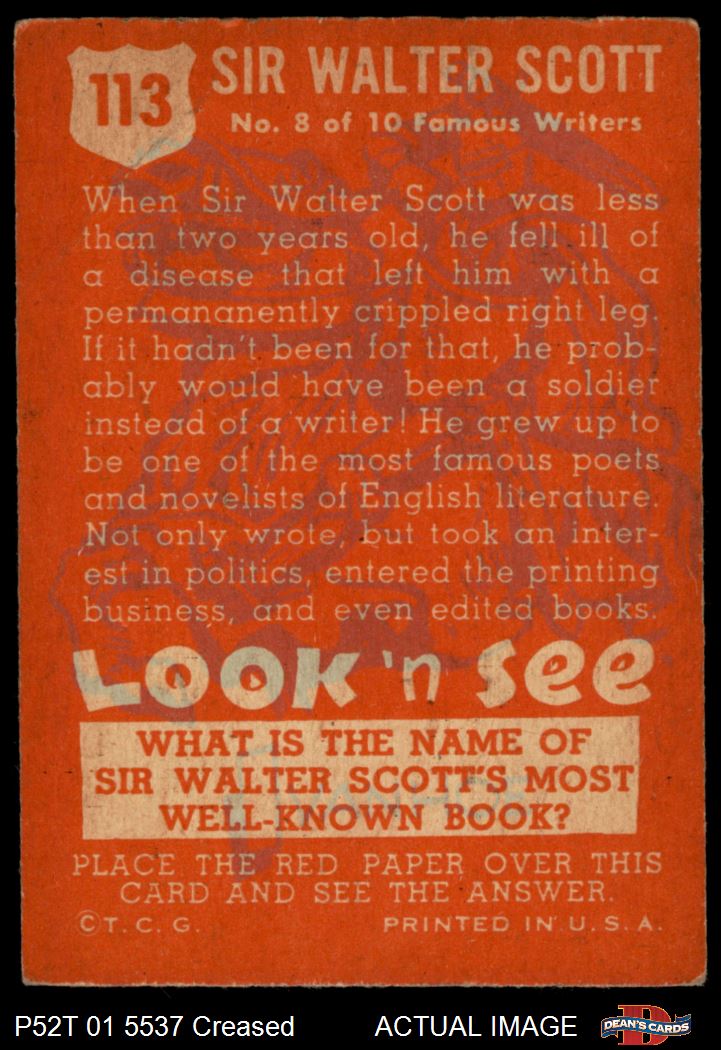 113
SIR WALTER SCOTT
No. 8 of 10 Famous Writers
When Sir Walter Scott was less
than two years old, he fell ill of
a disease that left him with a
permananently crippled right leg.
If it hadn't been for that, he prob-
ably would have been a soldier
instead of a writer! He grew up to
be one of the most famous poets
and novelists of English literature.
Not only wrote, but took an inter-
est in politics, entered the printing
business, and even edited books.
LOOK 'n See
WHAT IS THE NAME OF
SIR WALTER SCOTT'S MOST
WELL-KNOWN BOOK?
PLACE THE RED PAPER OVER THIS
CARD AND SEE THE ANSWER.
© T. C. G. PRINTED IN U. S. A.
P52T 01 5537 Creased ACTUAL IMAGE DEAN'S CARDS